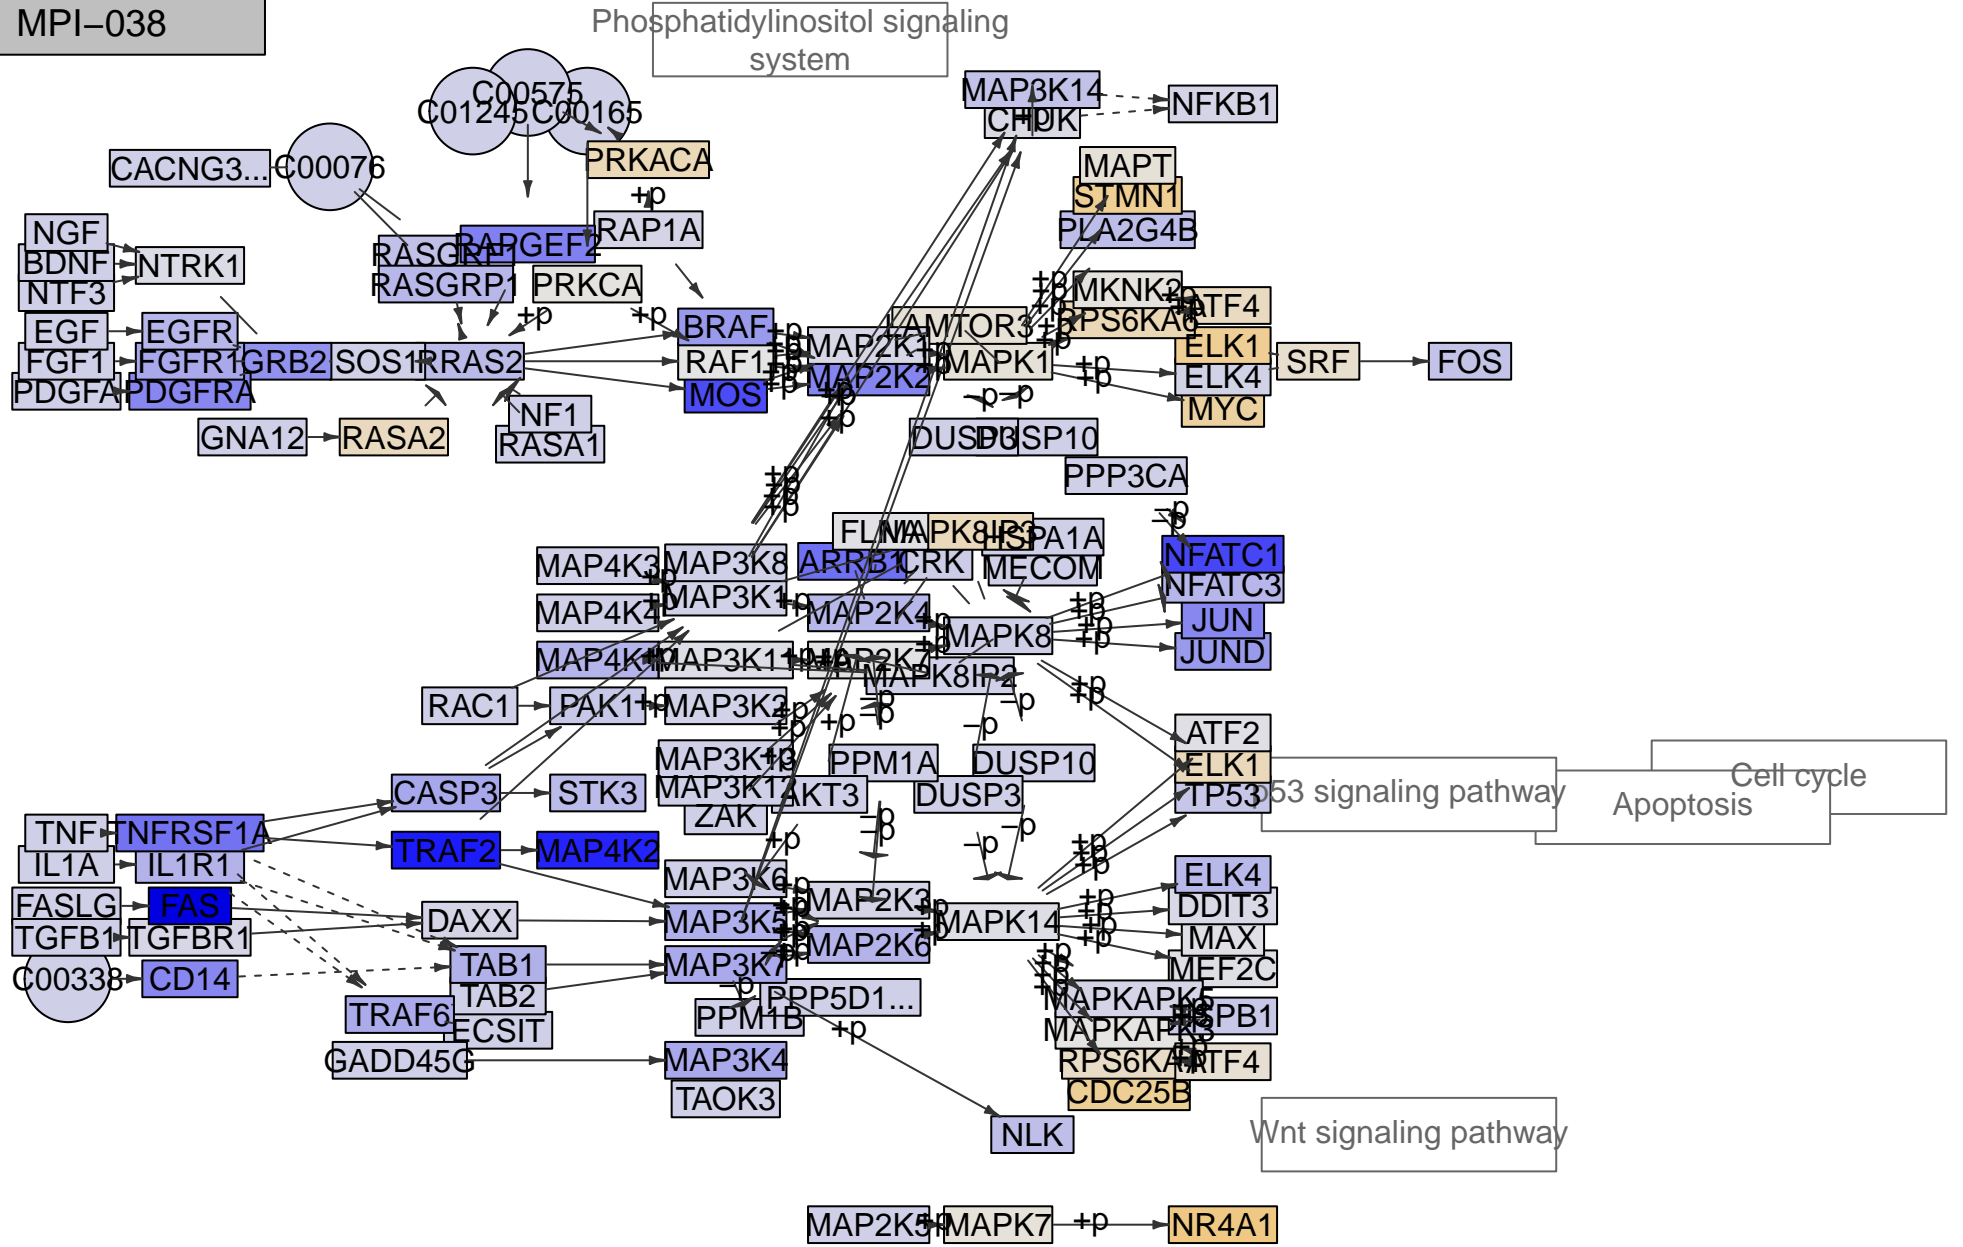 MPI−038
Phosphatidylinositol signaling
system
C00575
C01245
C00165
MAP3K14
NFKB1
CHUK
+p
CACNG3...
C00076
PRKACA
MAPT
STMN1
+p
RAP1A
PLA2G4B
NGF
BDNF
NTF3
NTRK1
RASGRF1
RAPGEF2
RASGRP1
PRKCA
MKNK2
RPS6KA6
ATF4
+p
+p
+p
EGF
EGFR
FGF1
FGFR1
GRB2
SOS1
RRAS2
PDGFA
PDGFRA
BRAF
RAF1
MOS
+p
+p
+p
MAP2K1
MAP2K2
LAMTOR3
MAPK1
+p
+p
+p
ELK1
ELK4
MYC
SRF
FOS
GNA12
RASA2
NF1
RASA1
−p
−p
DUSP3
DUSP10
PPP3CA
−p
−p
+p
+p
+p
FLNA
MAPK8IP3
HSPA1A
ARRB1
CRK
MECOM
NFATC1
NFATC3
JUN
JUND
MAP4K3
MAP3K8
MAP4K4
MAP3K1
+p
MAP2K4
+p
MAPK8
+p
+p
+p
+p
MAP4K1
MAP3K11
MAP2K7
MAPK8IP2
RAC1
PAK1
+p
MAP3K2
+p
+p
+p
−p
−p
−p
−p
+p
+p
MAP3K13
MAP3K12
ZAK
AKT3
PPM1A
DUSP10
DUSP3
ATF2
ELK1
TP53
p53 signaling pathway
Apoptosis
Cell cycle
CASP3
STK3
TNF
TNFRSF1A
TRAF2
MAP4K2
IL1A
IL1R1
+p
−p
−p
−p
−p
+p
+p
+p
FASLG
FAS
TGFB1
TGFBR1
DAXX
MAP3K6
MAP3K5
MAP3K7
MAP2K3
MAP2K6
MAPK14
ELK4
DDIT3
MAX
MEF2C
+p
+p
+p
+p
C00338
CD14
TAB1
TAB2
TRAF6
ECSIT
−p
PPP5D1...
PPM1B
+p
HSPB1
GADD45G
MAP3K4
TAOK3
ATF4
CDC25B
NLK
Wnt signaling pathway
MAP2K5
+p
MAPK7
+p
NR4A1